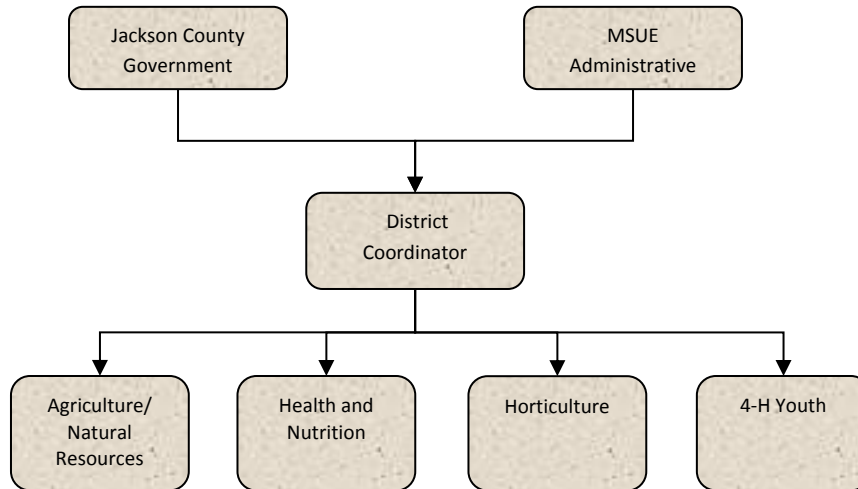 Jackson County
Government
MSUE
Administrative
District
Coordinator
Agriculture/
Natural
Resources
Health and
Nutrition
Horticulture
4-H Youth